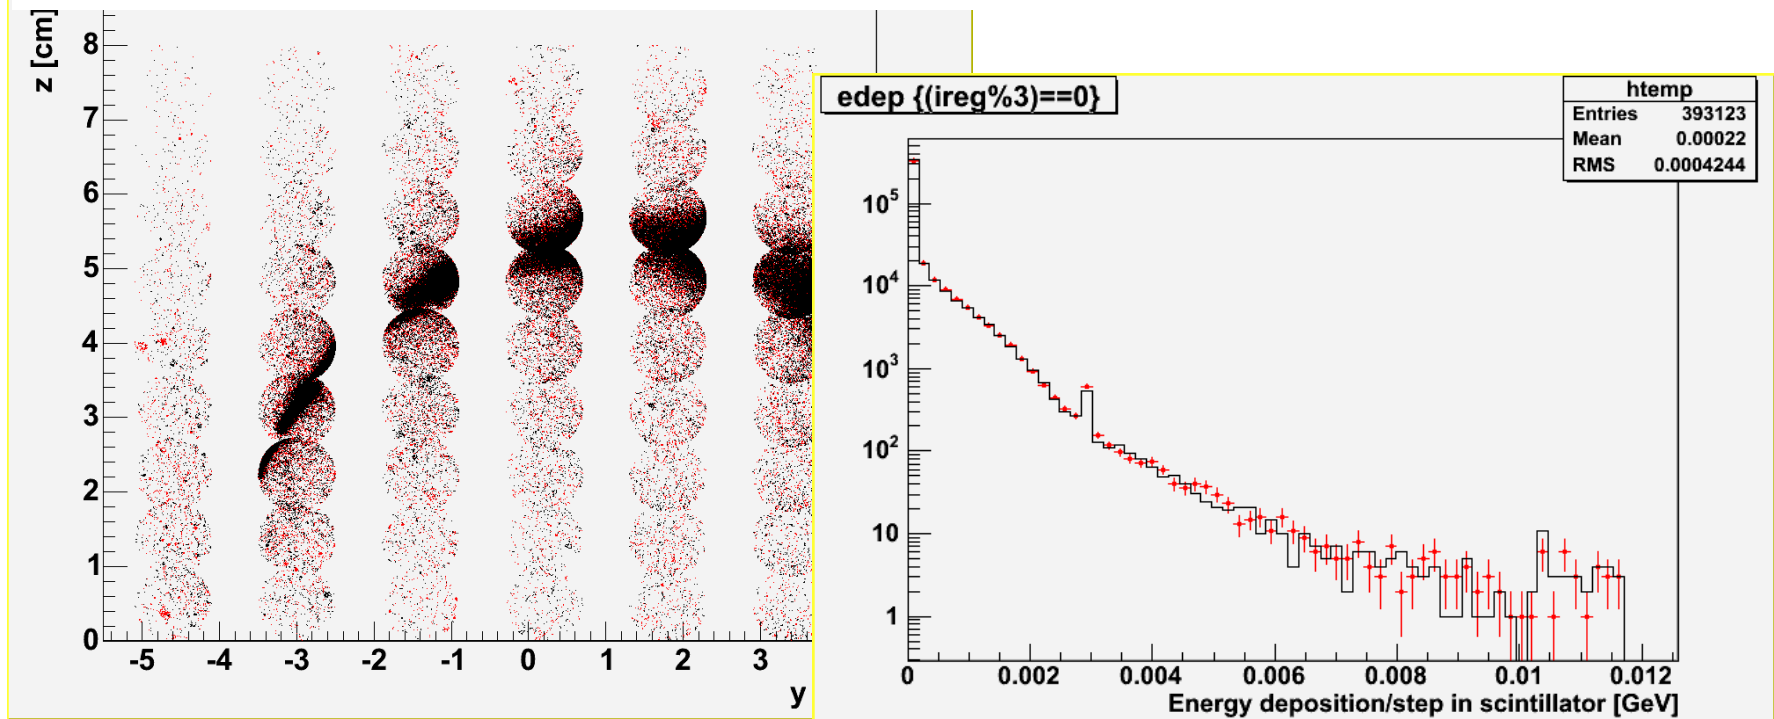 z [cm]
8
7
6
5
4
3
2
1
0
-5 -4 -3 -2 -1 0 1 2 3
y
edep {(ireg%3)==0}
htemp
Entries 393123
Mean 0.00022
RMS 0.0004244
10^5
10^4
10^3
10^2
10
1
0 0.002 0.004 0.006 0.008 0.01 0.012
Energy deposition/step in scintillator [GeV]